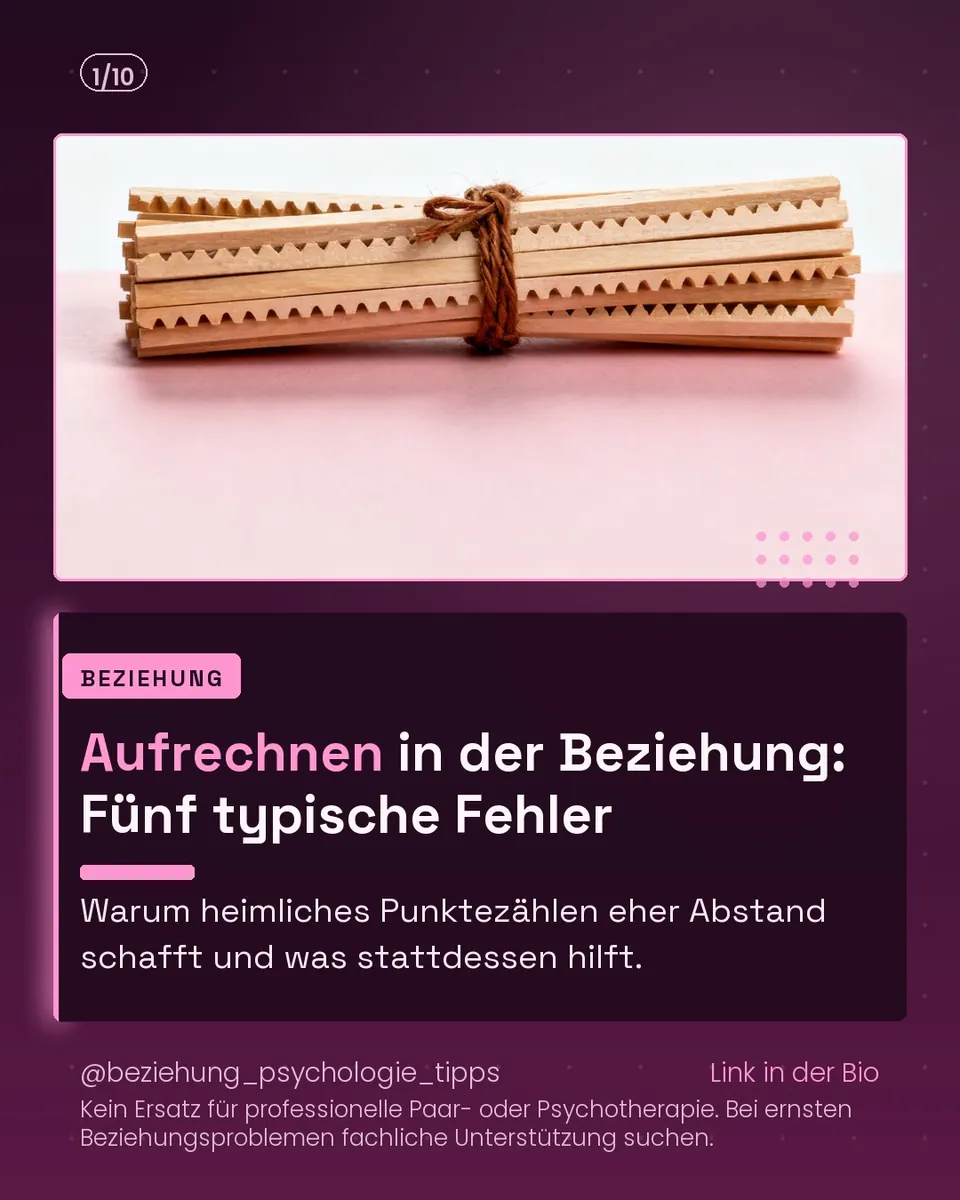 1/10
BEZIEHUNG
Aufrechnen in der Beziehung:
Fünf typische Fehler
Warum heimliches Punktezählen eher Abstand
schafft und was stattdessen hilft.
@beziehung_psychologie_tipps
Link in der Bio
Kein Ersatz für professionelle Paar- oder Psychotherapie. Bei ernsten
Beziehungsproblemen fachliche Unterstützung suchen.